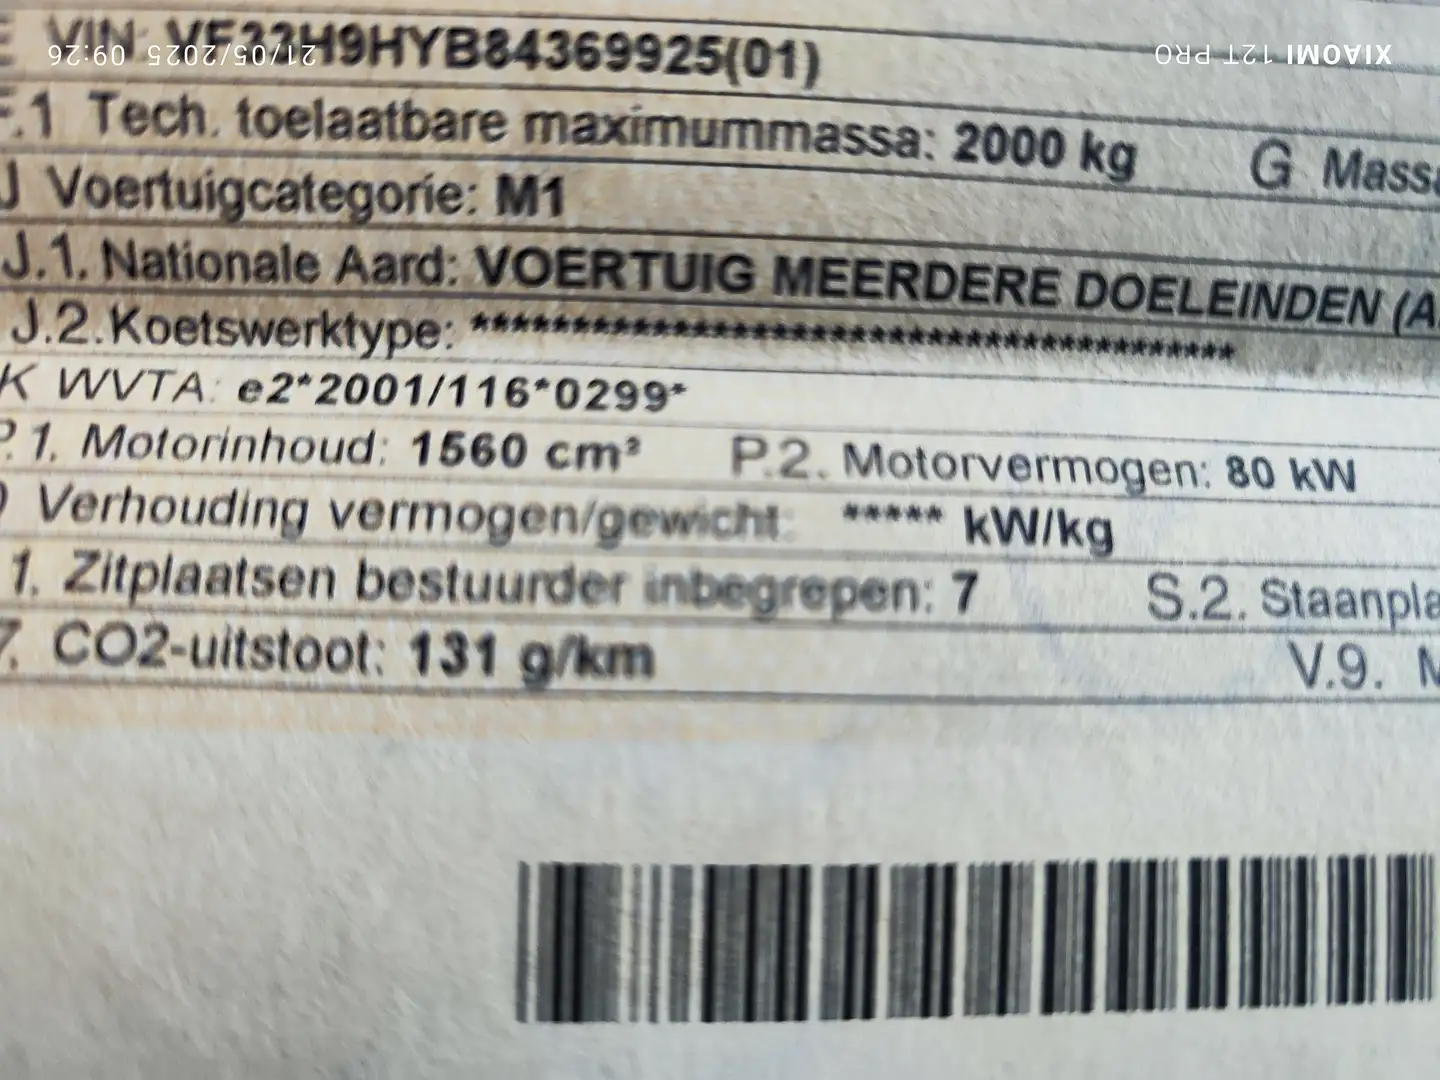 E VIN: VF33H9HYB84369925(01)
F.1 Tech. toelaatbare maximummassa: 2000 kg G Massa
J Voertuigcategorie: M1
J.1. Nationale Aard: VOERTUIG MEERDERE DOELEINDEN (A
J.2. Koetswerktype: *****************************************
K WVTA: e2*2001/116*0299*
P.1. Motorinhoud: 1560 cm³ P.2. Motorvermogen: 80 kW
Verhouding vermogen/gewicht: ***** kW/kg
1. Zitplaatsen bestuurder inbegrepen: 7 S.2. Staanpla
7. CO2-uitstoot: 131 g/km V.9. M
XIAOMI 12T PRO
21/05/2025 09:26